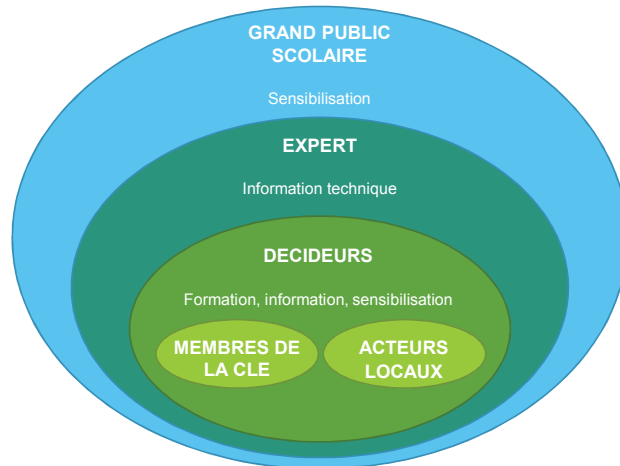 GRAND PUBLIC
SCOLAIRE
Sensibilisation
EXPERT
Information technique
DECIDEURS
Formation, information, sensibilisation
MEMBRES DE
LA CLE
ACTEURS
LOCAUX